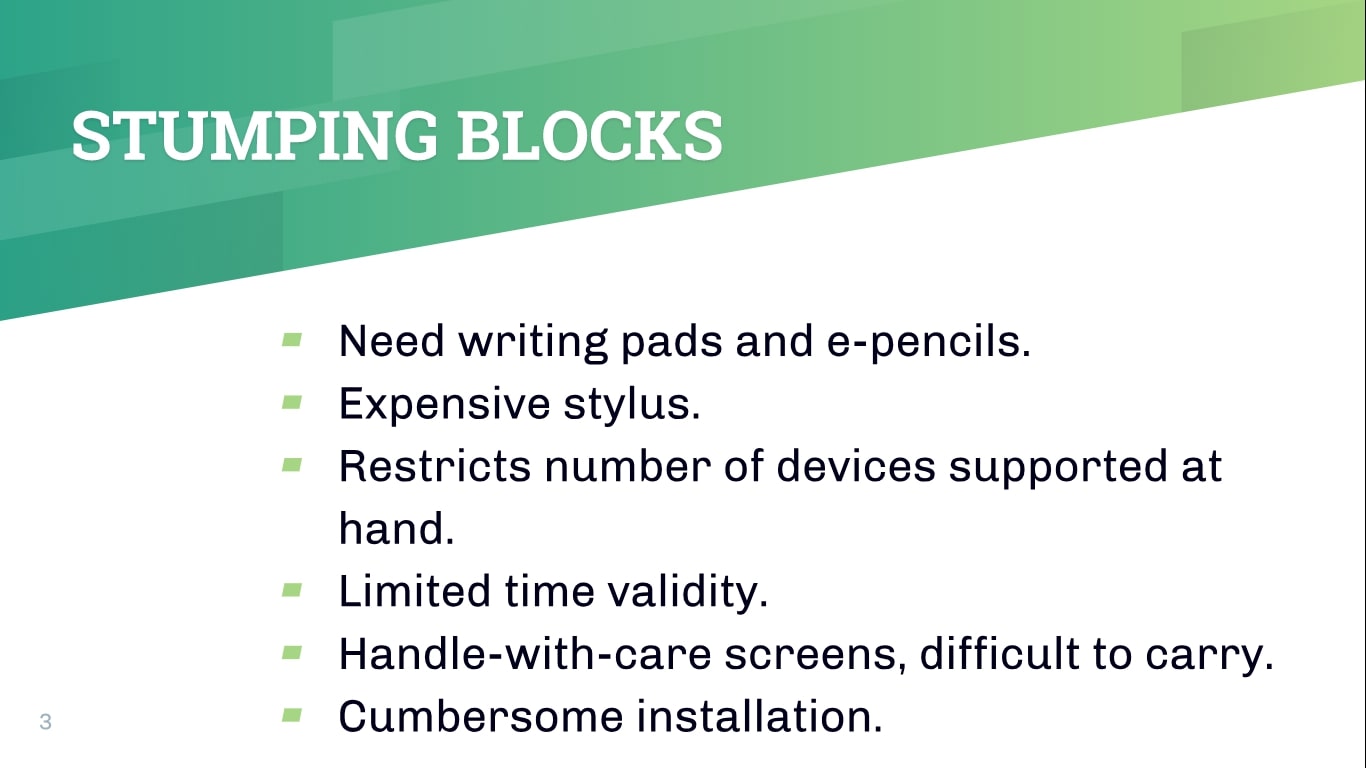 STUMPING BLOCKS
Need writing pads and e-pencils.
Expensive stylus.
Restricts number of devices supported at
hand.
Limited time validity.
Handle-with-care screens, difficult to carry.
Cumbersome installation.
3